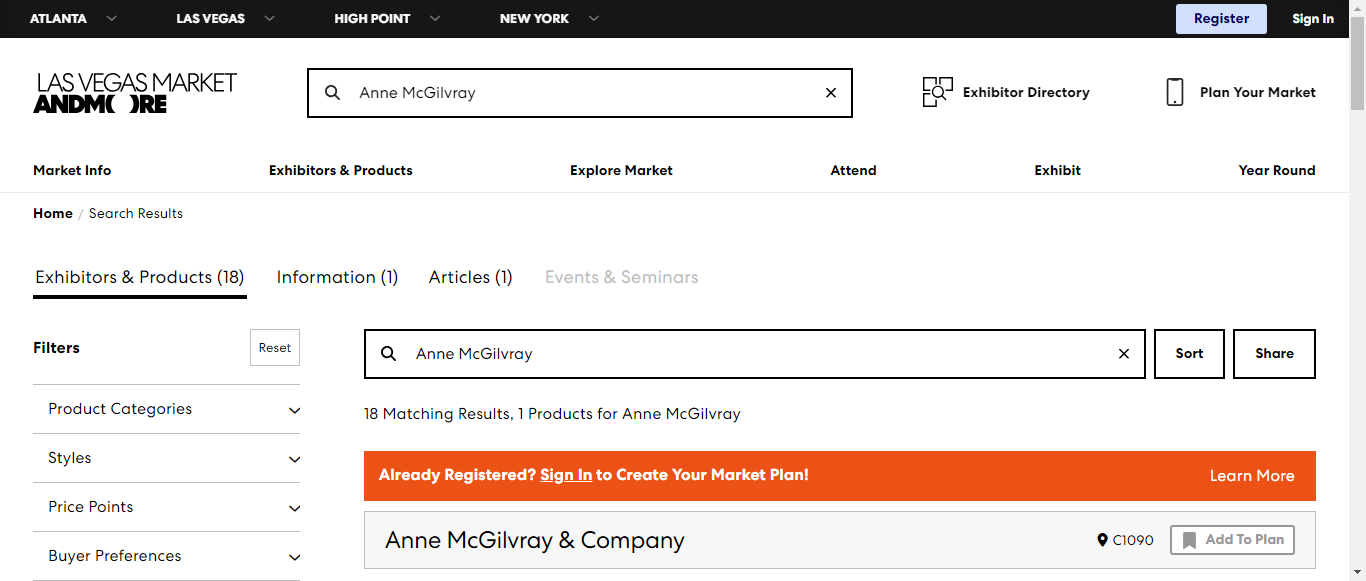 ATLANTA LAS VEGAS HIGH POINT NEW YORK Register Sign In
LAS VEGAS MARKET
ANDMORE
Anne McGilvray
Exhibitor Directory
Plan Your Market
Market Info Exhibitors & Products Explore Market Attend Exhibit Year Round
Home / Search Results
Exhibitors & Products (18) Information (1) Articles (1) Events & Seminars
Filters Reset
Product Categories
Styles
Price Points
Buyer Preferences
Anne McGilvray
Sort Share
18 Matching Results, 1 Products for Anne McGilvray
Already Registered? Sign In to Create Your Market Plan! Learn More
Anne McGilvray & Company C1090 Add To Plan